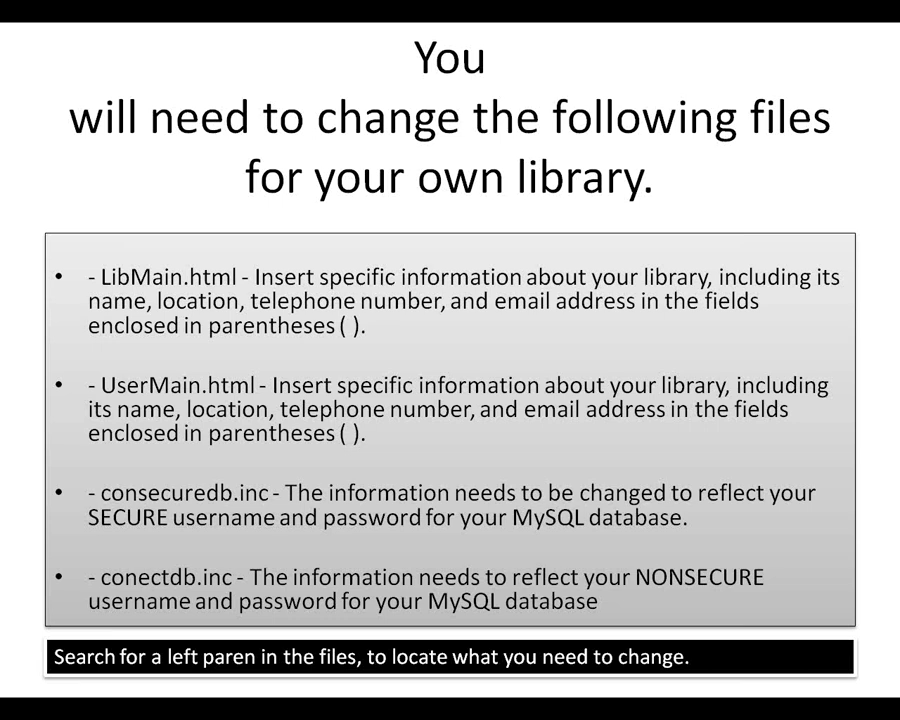 You
will need to change the following files
for your own library.
• - LibMain.html - Insert specific information about your library, including its
name, location, telephone number, and email address in the fields
enclosed in parentheses ( ).
• - UserMain.html - Insert specific information about your library, including
its name, location, telephone number, and email address in the fields
enclosed in parentheses ( ).
• - consecuredb.inc - The information needs to be changed to reflect your
SECURE username and password for your MySQL database.
• - conectdb.inc - The information needs to reflect your NONSECURE
username and password for your MySQL database
Search for a left paren in the files, to locate what you need to change.